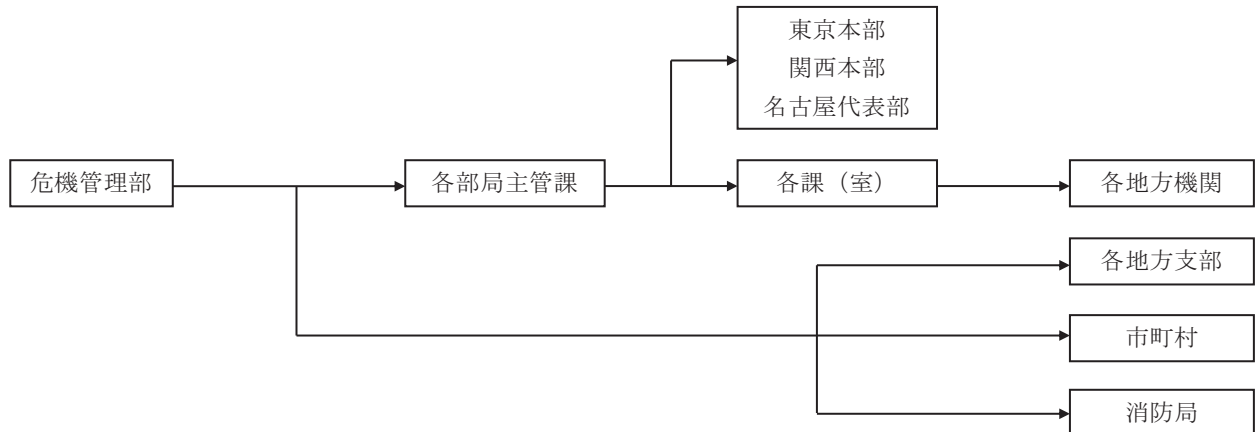 東京本部
関西本部
名古屋代表部
危機管理部
各部局主管課
各課（室）
各地方機関
各地方支部
市町村
消防局